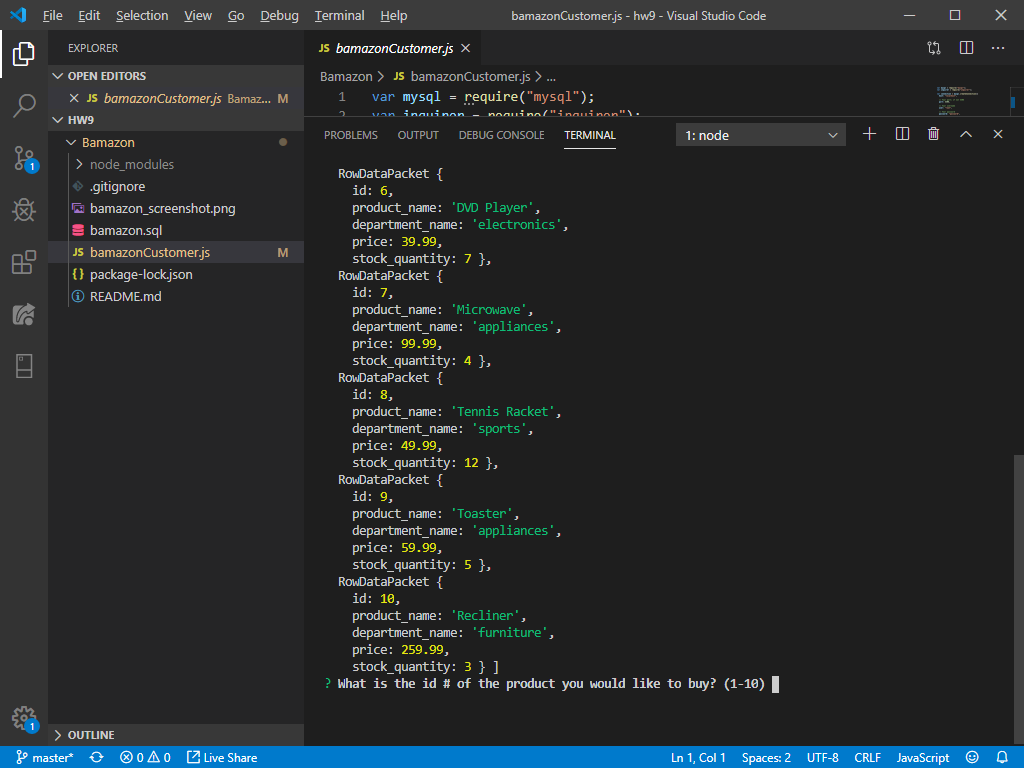 File Edit Selection View Go Debug Terminal Help bamazonCustomer.js - hw9 - Visual Studio Code
EXPLORER
OPEN EDITORS
JS bamazonCustomer.js Bamaz... M
HW9
Bamazon
node_modules
.gitignore
bamazon_screenshot.png
bamazon.sql
JS bamazonCustomer.js M
{} package-lock.json
README.md
OUTLINE
1
1
JS bamazonCustomer.js
Bamazon > JS bamazonCustomer.js > ...
1 var mysql = require("mysql");
2 var inquirer = require("inquirer");
PROBLEMS OUTPUT DEBUG CONSOLE TERMINAL 1: node
RowDataPacket {
id: 6,
product_name: 'DVD Player',
department_name: 'electronics',
price: 39.99,
stock_quantity: 7 },
RowDataPacket {
id: 7,
product_name: 'Microwave',
department_name: 'appliances',
price: 99.99,
stock_quantity: 4 },
RowDataPacket {
id: 8,
product_name: 'Tennis Racket',
department_name: 'sports',
price: 49.99,
stock_quantity: 12 },
RowDataPacket {
id: 9,
product_name: 'Toaster',
department_name: 'appliances',
price: 59.99,
stock_quantity: 5 },
RowDataPacket {
id: 10,
product_name: 'Recliner',
department_name: 'furniture',
price: 259.99,
stock_quantity: 3 } ]
? What is the id # of the product you would like to buy? (1-10)
master* 0 0 Live Share Ln 1, Col 1 Spaces: 2 UTF-8 CRLF JavaScript